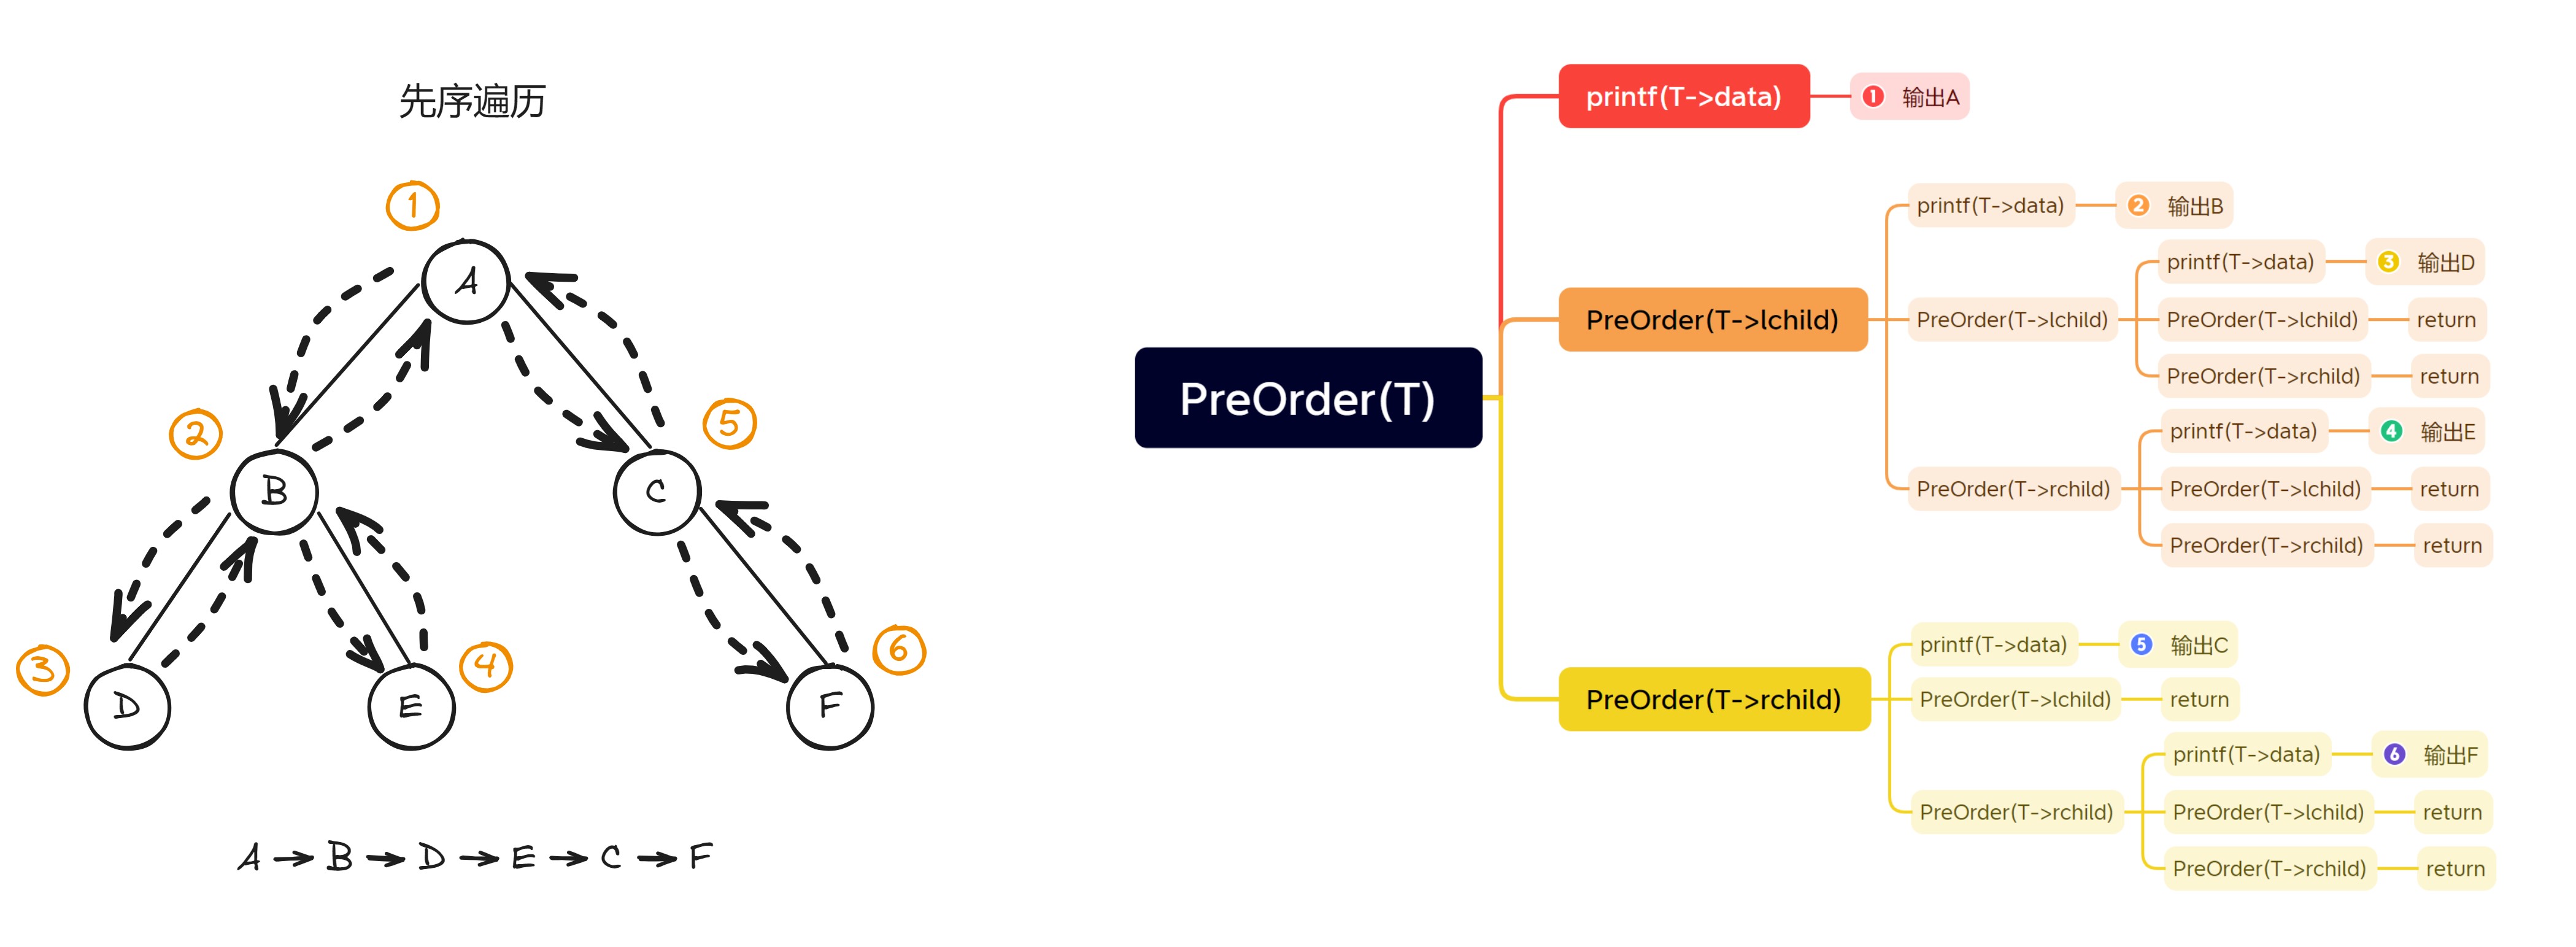 先序遍历
1
A
2
B
5
C
3
D
4
E
6
F
A → B → D → E → C → F
PreOrder(T)
printf(T->data)
1 输出A
PreOrder(T->lchild)
printf(T->data)
2 输出B
PreOrder(T->lchild)
printf(T->data)
3 输出D
PreOrder(T->lchild)
return
PreOrder(T->rchild)
return
PreOrder(T->rchild)
printf(T->data)
4 输出E
PreOrder(T->lchild)
return
PreOrder(T->rchild)
return
PreOrder(T->rchild)
printf(T->data)
5 输出C
PreOrder(T->lchild)
return
PreOrder(T->rchild)
printf(T->data)
6 输出F
PreOrder(T->lchild)
return
PreOrder(T->rchild)
return